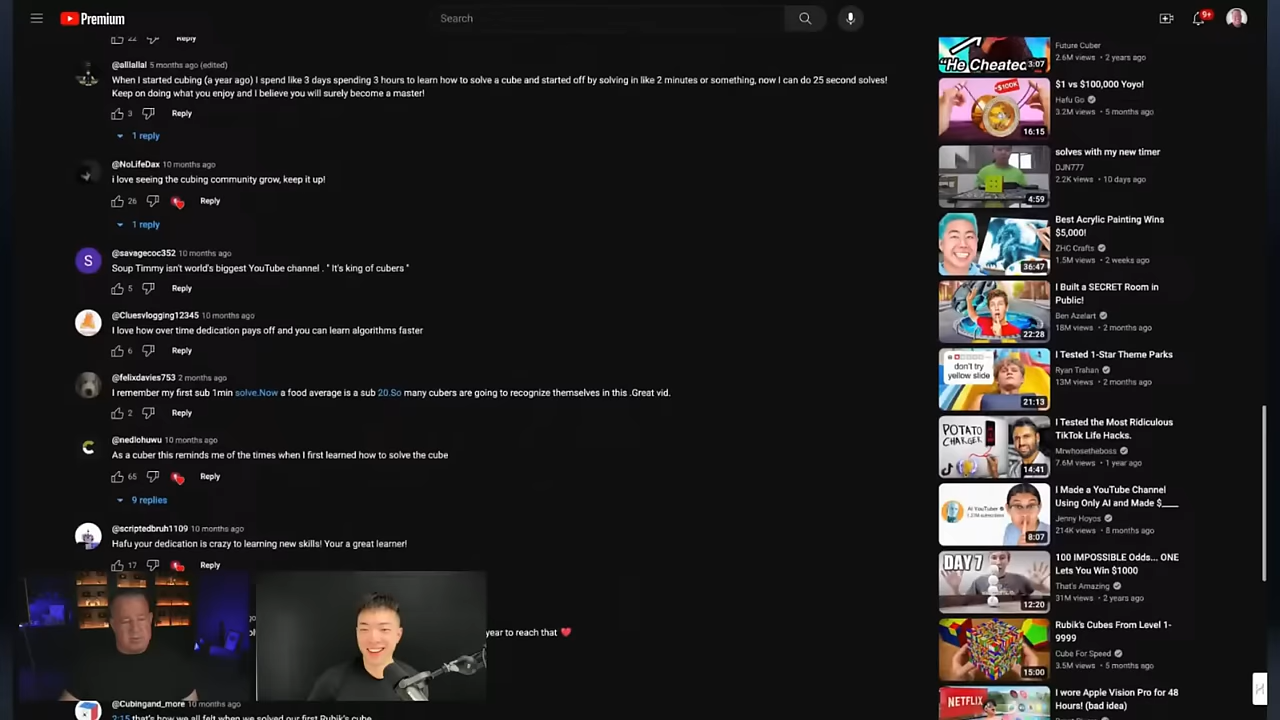 Premium
Search
9+
22
Reply
5 months ago (edited)
When I started cubing (a year ago) I spend like 3 days spending 3 hours to learn how to solve a cube and started off by solving in like 2 minutes or something, now I can do 25 second solves!
Keep on doing what you enjoy and I believe you will surely become a master!
3
Reply
1 reply
@NoLifeDax 10 months ago
i love seeing the cubing community grow, keep it up!
26
Reply
1 reply
S
@savagecoc352 10 months ago
Soup Timmy isn't world's biggest YouTube channel . " It's king of cubers "
5
Reply
@Cluesvlogging12345 10 months ago
I love how over time dedication pays off and you can learn algorithms faster
6
Reply
@felixdavies753 2 months ago
I remember my first sub 1min solve.Now a food average is a sub 20.So many cubers are going to recognize themselves in this .Great vid.
2
Reply
@nedlohuwu 10 months ago
As a cuber this reminds me of the times when I first learned how to solve the cube
65
Reply
9 replies
@scriptedbruh1109 10 months ago
Hafu your dedication is crazy to learning new skills! Your a great learner!
17
Reply
year to reach that ❤️
@Cubingand_more 10 months ago
2:15 that's how we all felt when we solved our first Rubik's cube
"He Cheated
3:07
Future Cuber
2.6M views • 2 years ago
$100K
16:15
$1 vs $100,000 Yoyo!
Hafu Go
3.2M views • 5 months ago
4:59
solves with my new timer
DJN777
2.2K views • 10 days ago
36:47
Best Acrylic Painting Wins
$5,000!
ZHC Crafts
1.5M views • 2 weeks ago
22:28
I Built a SECRET Room in
Public!
Ben Azelart
18M views • 2 months ago
don't try
yellow slide
21:13
I Tested 1-Star Theme Parks
Ryan Trahan
13M views • 2 months ago
POTATO
CHARGER
14:41
I Tested the Most Ridiculous
TikTok Life Hacks.
Mrwhosetheboss
7.6M views • 1 year ago
AI YouTuber
8:07
I Made a YouTube Channel
Using Only AI and Made $____
Jenny Hoyos
214K views • 8 months ago
DAY 7
12:20
100 IMPOSSIBLE Odds... ONE
Lets You Win $1000
That's Amazing
31M views • 2 years ago
15:00
Rubik's Cubes From Level 1-
9999
Cube For Speed
3.5M views • 5 months ago
NETFLIX
I wore Apple Vision Pro for 48
Hours! (bad idea)